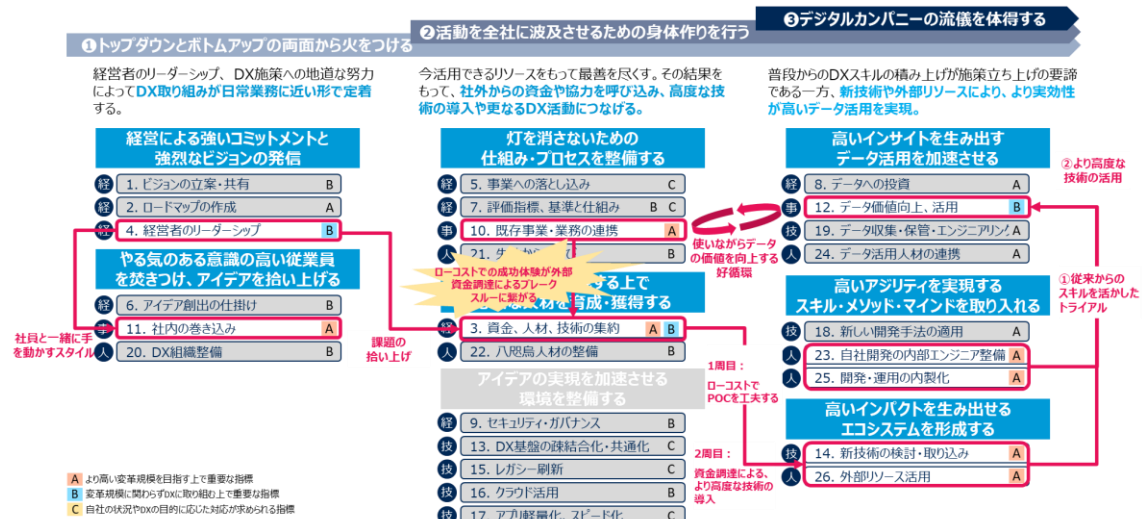 ❶トップダウンとボトムアップの両面から火をつける
❷活動を全社に波及させるための身体作りを行う
❸デジタルカンパニーの流儀を体得する
経営者のリーダーシップ、DX施策への地道な努力
によってDX取り組みが日常業務に近い形で定着
する。
経営による強いコミットメントと
強烈なビジョンの発信
経 1. ビジョンの立案・共有 B
経 2. ロードマップの作成 A
経 4. 経営者のリーダーシップ B
やる気のある意識の高い従業員
を焚きつけ、アイデアを拾い上げる
経 6. アイデア創出の仕掛け B
事 11. 社内の巻き込み A
人 20. DX組織整備 B
社員と一緒に手
を動かすスタイル
課題の
拾い上げ
今活用できるリソースをもって最善を尽くす。その結果を
もって、社外からの資金や協力を呼び込み、高度な技
術の導入や更なるDX活動につなげる。
灯を消さないための
仕組み・プロセスを整備する
経 5. 事業への落とし込み C
経 7. 評価指標、基準と仕組み B C
事 10. 既存事業・業務の連携 A
人 21. B
ローコストでの成功体験が外部
資金調達によるブレーク
スルーに繋がる
する上で
人材を育成・獲得する
経 3. 資金、人材、技術の集約 A B
人 22. 八咫烏人材の整備 B
アイデアの実現を加速させる
環境を整備する
経 9. セキュリティ・ガバナンス B
技 13. DX基盤の疎結合化・共通化 C
技 15. レガシー刷新 C
技 16. クラウド活用 B
技 17. アプリ軽量化、スピード化 C
使いながらデータ
の価値を向上する
好循環
1周目：
ローコストで
POCを工夫する
2周目：
資金調達による、
より高度な技術の
導入
普段からのDXスキルの積み上げが施策立ち上げの要諦
である一方、新技術や外部リソースにより、より実効性
が高いデータ活用を実現。
高いインサイトを生み出す
データ活用を加速させる
経 8. データへの投資 A
事 12. データ価値向上、活用 B
技 19. データ収集・保管・エンジニアリング A
人 24. データ活用人材の連携 A
高いアジリティを実現する
スキル・メソッド・マインドを取り入れる
技 18. 新しい開発手法の適用 A
人 23. 自社開発の内部エンジニア整備 A
人 25. 開発・運用の内製化 A
高いインパクトを生み出せる
エコシステムを形成する
技 14. 新技術の検討・取り込み A
人 26. 外部リソース活用 A
②より高度な
技術の活用
①従来からの
スキルを活かした
トライアル
A より高い変革規模を目指す上で重要な指標
B 変革規模に関わらずDXに取り組む上で重要な指標
C 自社の状況やDXの目的に応じた対応が求められる指標